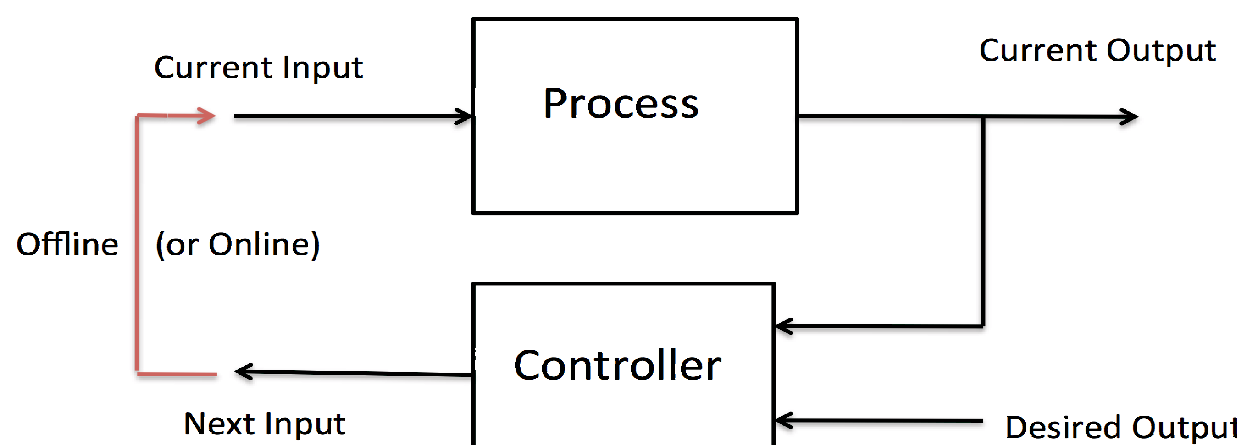 Current Input
Process
Current Output
Offline (or Online)
Controller
Next Input
Desired Output